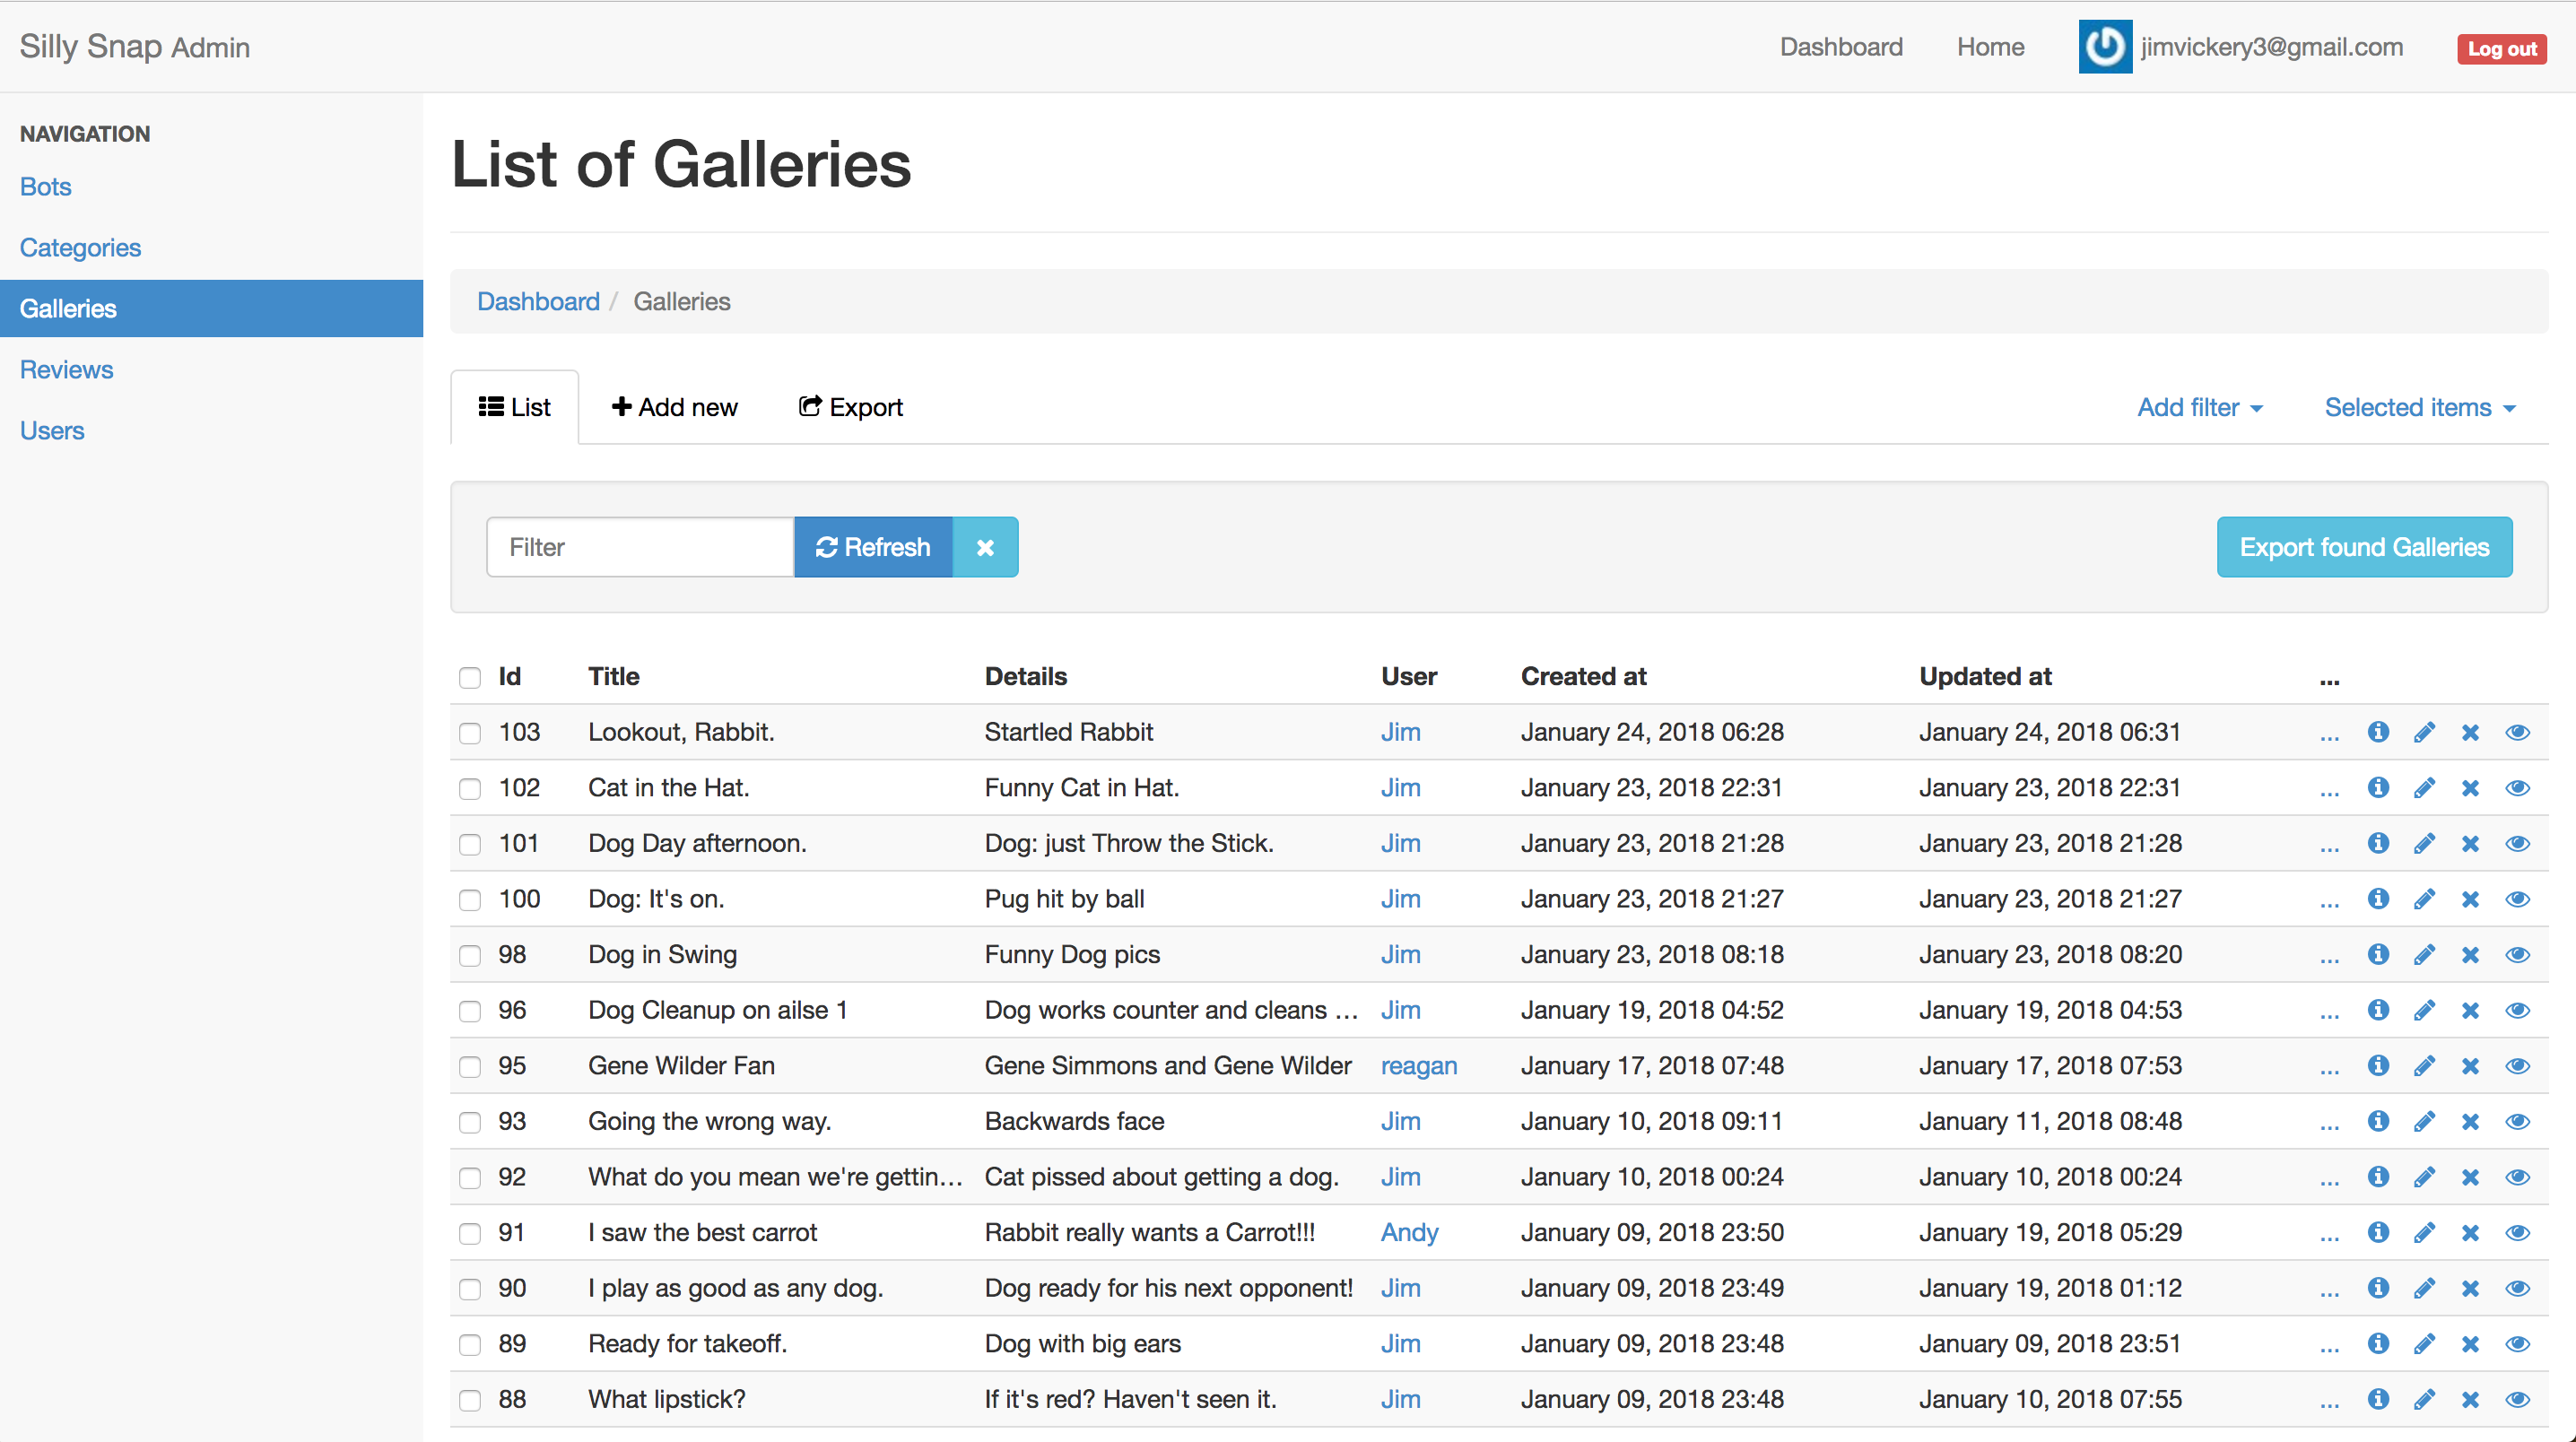 Silly Snap Admin
Dashboard Home jimvickery3@gmail.com Log out
NAVIGATION
Bots
Categories
Galleries
Reviews
Users
List of Galleries
Dashboard / Galleries
List Add new Export Add filter Selected items
Filter Refresh Export found Galleries
Id Title Details User Created at Updated at ...
103 Lookout, Rabbit. Startled Rabbit Jim January 24, 2018 06:28 January 24, 2018 06:31 ...
102 Cat in the Hat. Funny Cat in Hat. Jim January 23, 2018 22:31 January 23, 2018 22:31 ...
101 Dog Day afternoon. Dog: just Throw the Stick. Jim January 23, 2018 21:28 January 23, 2018 21:28 ...
100 Dog: It's on. Pug hit by ball Jim January 23, 2018 21:27 January 23, 2018 21:27 ...
98 Dog in Swing Funny Dog pics Jim January 23, 2018 08:18 January 23, 2018 08:20 ...
96 Dog Cleanup on ailse 1 Dog works counter and cleans ... Jim January 19, 2018 04:52 January 19, 2018 04:53 ...
95 Gene Wilder Fan Gene Simmons and Gene Wilder reagan January 17, 2018 07:48 January 17, 2018 07:53 ...
93 Going the wrong way. Backwards face Jim January 10, 2018 09:11 January 11, 2018 08:48 ...
92 What do you mean we're gettin... Cat pissed about getting a dog. Jim January 10, 2018 00:24 January 10, 2018 00:24 ...
91 I saw the best carrot Rabbit really wants a Carrot!!! Andy January 09, 2018 23:50 January 19, 2018 05:29 ...
90 I play as good as any dog. Dog ready for his next opponent! Jim January 09, 2018 23:49 January 19, 2018 01:12 ...
89 Ready for takeoff. Dog with big ears Jim January 09, 2018 23:48 January 09, 2018 23:51 ...
88 What lipstick? If it's red? Haven't seen it. Jim January 09, 2018 23:48 January 10, 2018 07:55 ...